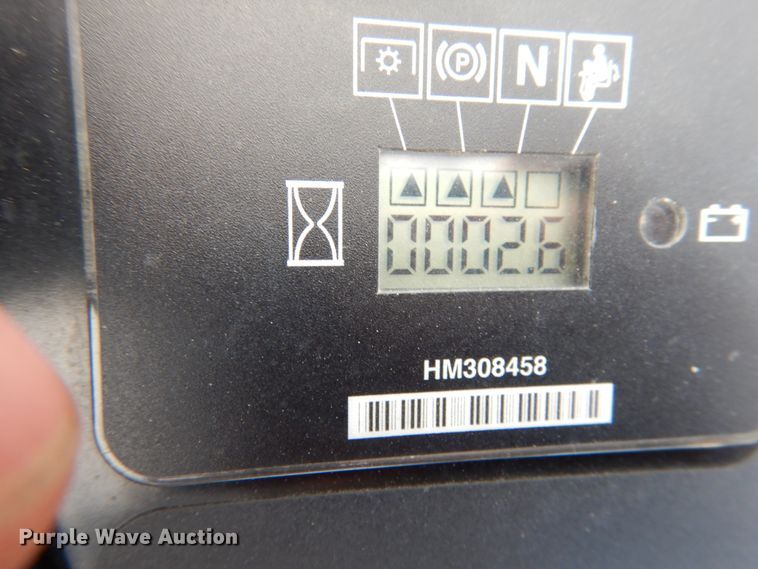 P N
0002.6
HM308458
Purple Wave Auction